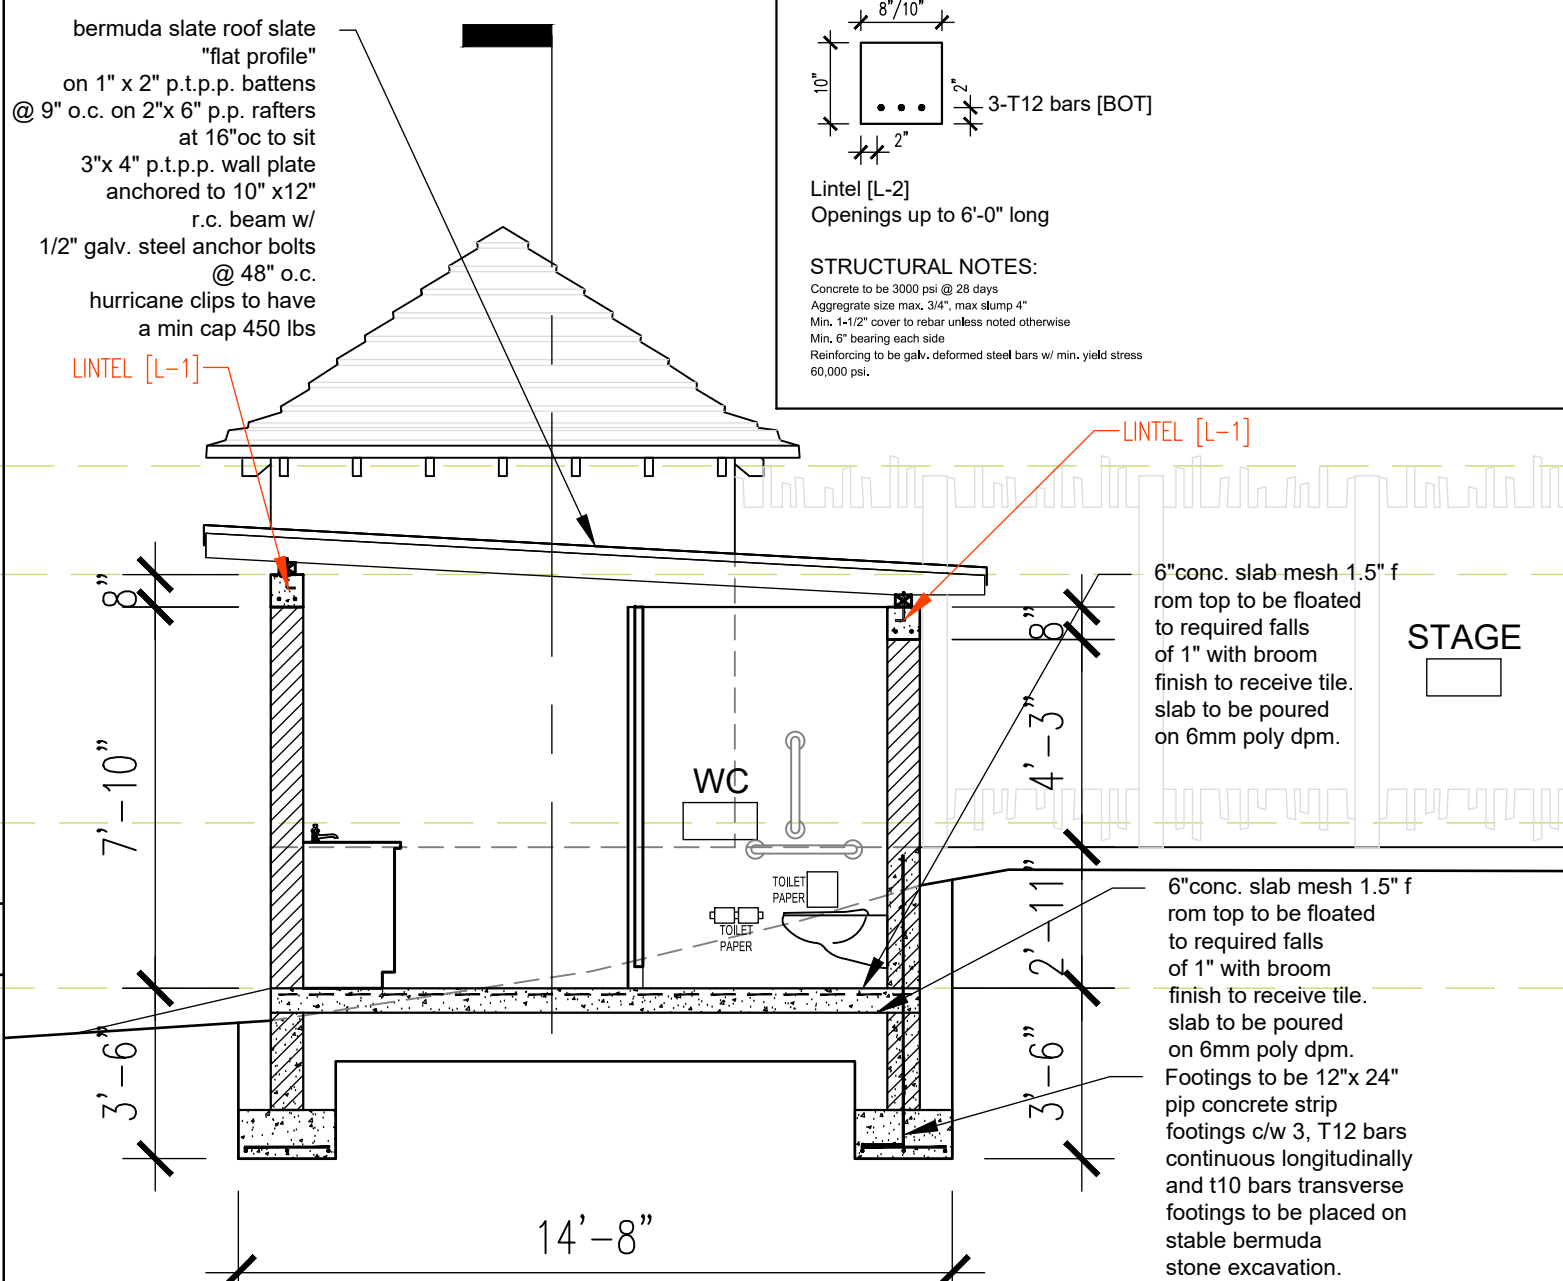 bermuda slate roof slate
"flat profile"
on 1" x 2" p.t.p.p. battens
@ 9" o.c. on 2"x 6" p.p. rafters
at 16"oc to sit
3"x 4" p.t.p.p. wall plate
anchored to 10" x12"
r.c. beam w/
1/2" galv. steel anchor bolts
@ 48" o.c.
hurricane clips to have
a min cap 450 lbs
LINTEL [L-1]
8"/10"
10"
2"
3-T12 bars [BOT]
2"
Lintel [L-2]
Openings up to 6'-0" long
STRUCTURAL NOTES:
Concrete to be 3000 psi @ 28 days
Aggregrate size max. 3/4", max slump 4"
Min. 1-1/2" cover to rebar unless noted otherwise
Min. 6" bearing each side
Reinforcing to be galv. deformed steel bars w/ min. yield stress
60,000 psi.
LINTEL [L-1]
8"
7'-10"
3'-6"
WC
TOILET
PAPER
TOILET
PAPER
8"
4'-3"
2'-11"
3'-6"
6"conc. slab mesh 1.5" f
rom top to be floated
to required falls
of 1" with broom
finish to receive tile.
slab to be poured
on 6mm poly dpm.
STAGE
6"conc. slab mesh 1.5" f
rom top to be floated
to required falls
of 1" with broom
finish to receive tile.
slab to be poured
on 6mm poly dpm.
Footings to be 12"x 24"
pip concrete strip
footings c/w 3, T12 bars
continuous longitudinally
and t10 bars transverse
footings to be placed on
stable bermuda
stone excavation.
14'-8"